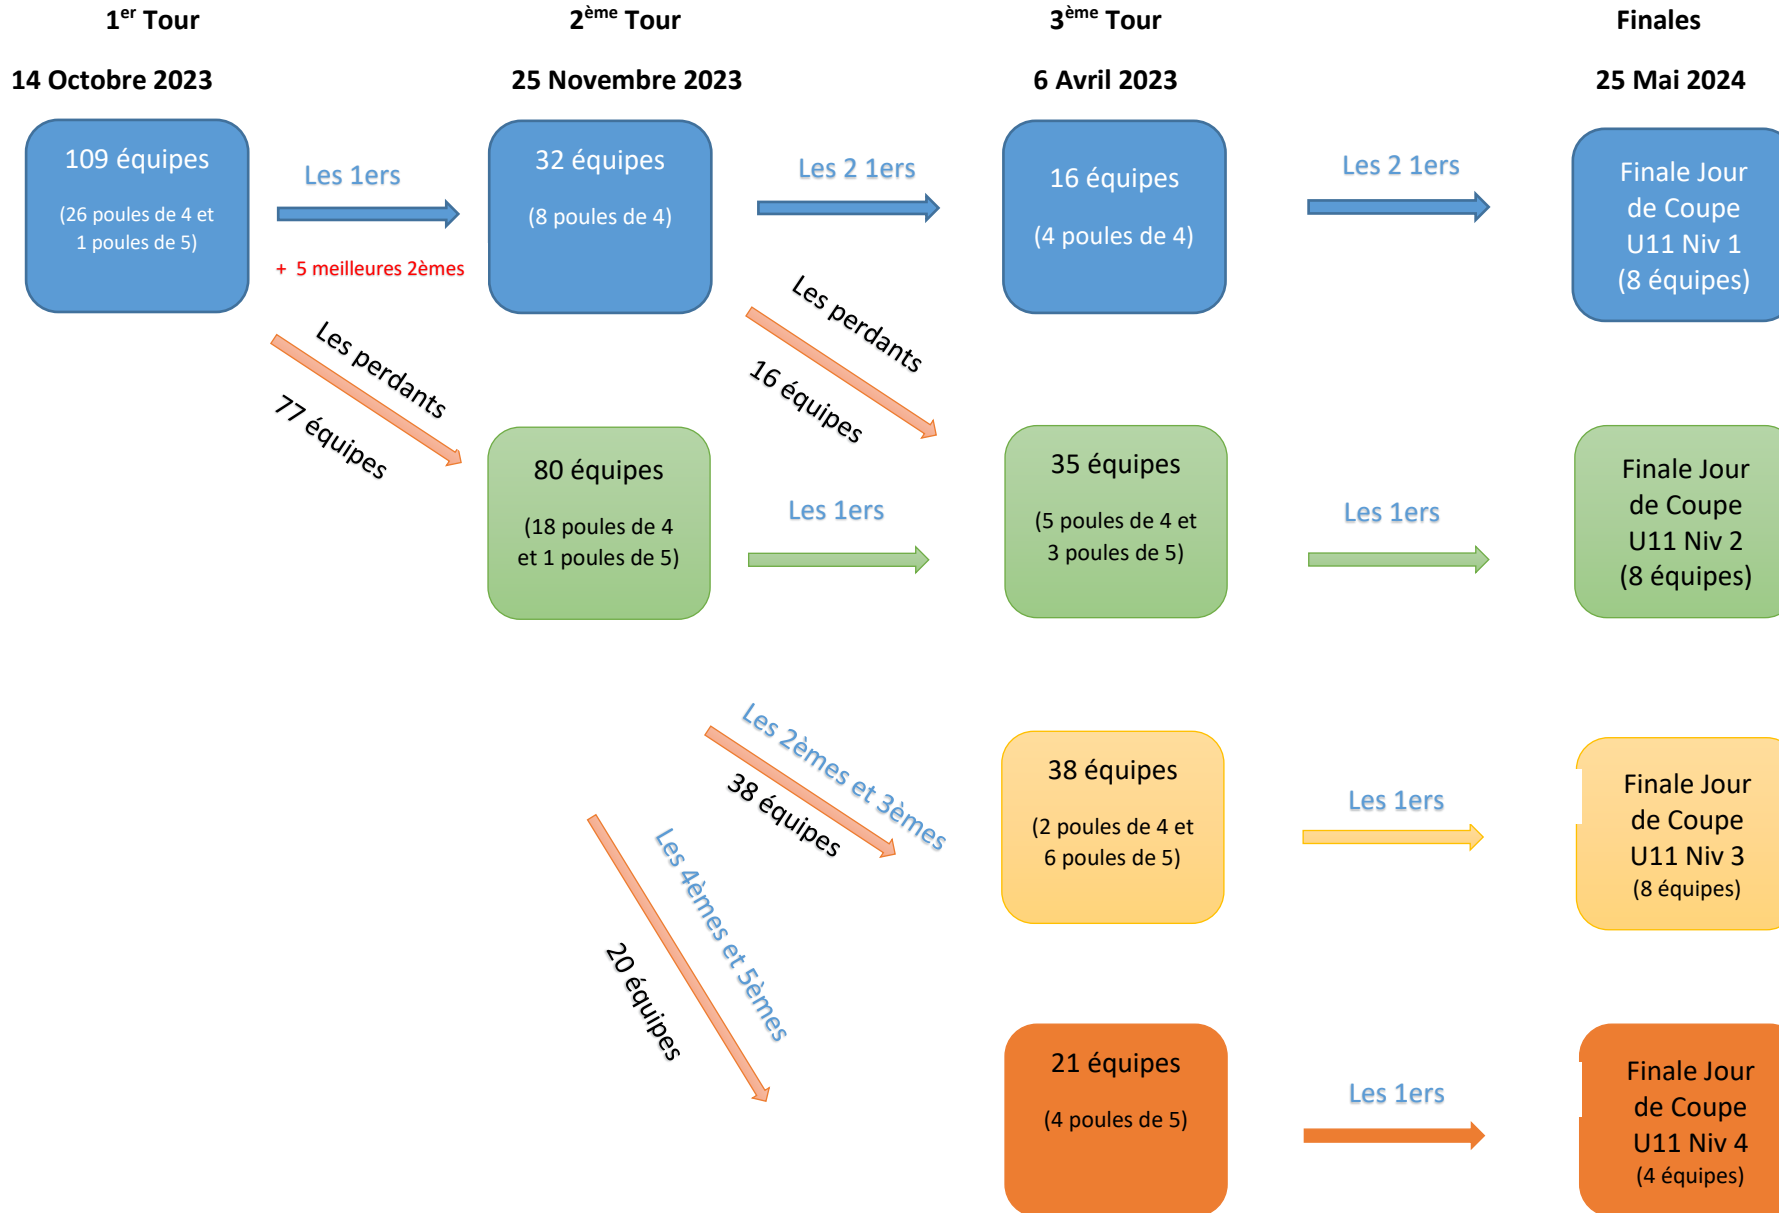 1er Tour
2ème Tour
3ème Tour
Finales
14 Octobre 2023
25 Novembre 2023
6 Avril 2023
25 Mai 2024
109 équipes
(26 poules de 4 et
1 poules de 5)
Les 1ers
+ 5 meilleures 2èmes
32 équipes
(8 poules de 4)
Les 2 1ers
16 équipes
(4 poules de 4)
Les 2 1ers
Finale Jour
de Coupe
U11 Niv 1
(8 équipes)
Les perdants
77 équipes
Les perdants
16 équipes
80 équipes
(18 poules de 4
et 1 poules de 5)
Les 1ers
35 équipes
(5 poules de 4 et
3 poules de 5)
Les 1ers
Finale Jour
de Coupe
U11 Niv 2
(8 équipes)
Les 2èmes et 3èmes
38 équipes
38 équipes
(2 poules de 4 et
6 poules de 5)
Les 1ers
Finale Jour
de Coupe
U11 Niv 3
(8 équipes)
Les 4èmes et 5èmes
20 équipes
21 équipes
(4 poules de 5)
Les 1ers
Finale Jour
de Coupe
U11 Niv 4
(4 équipes)